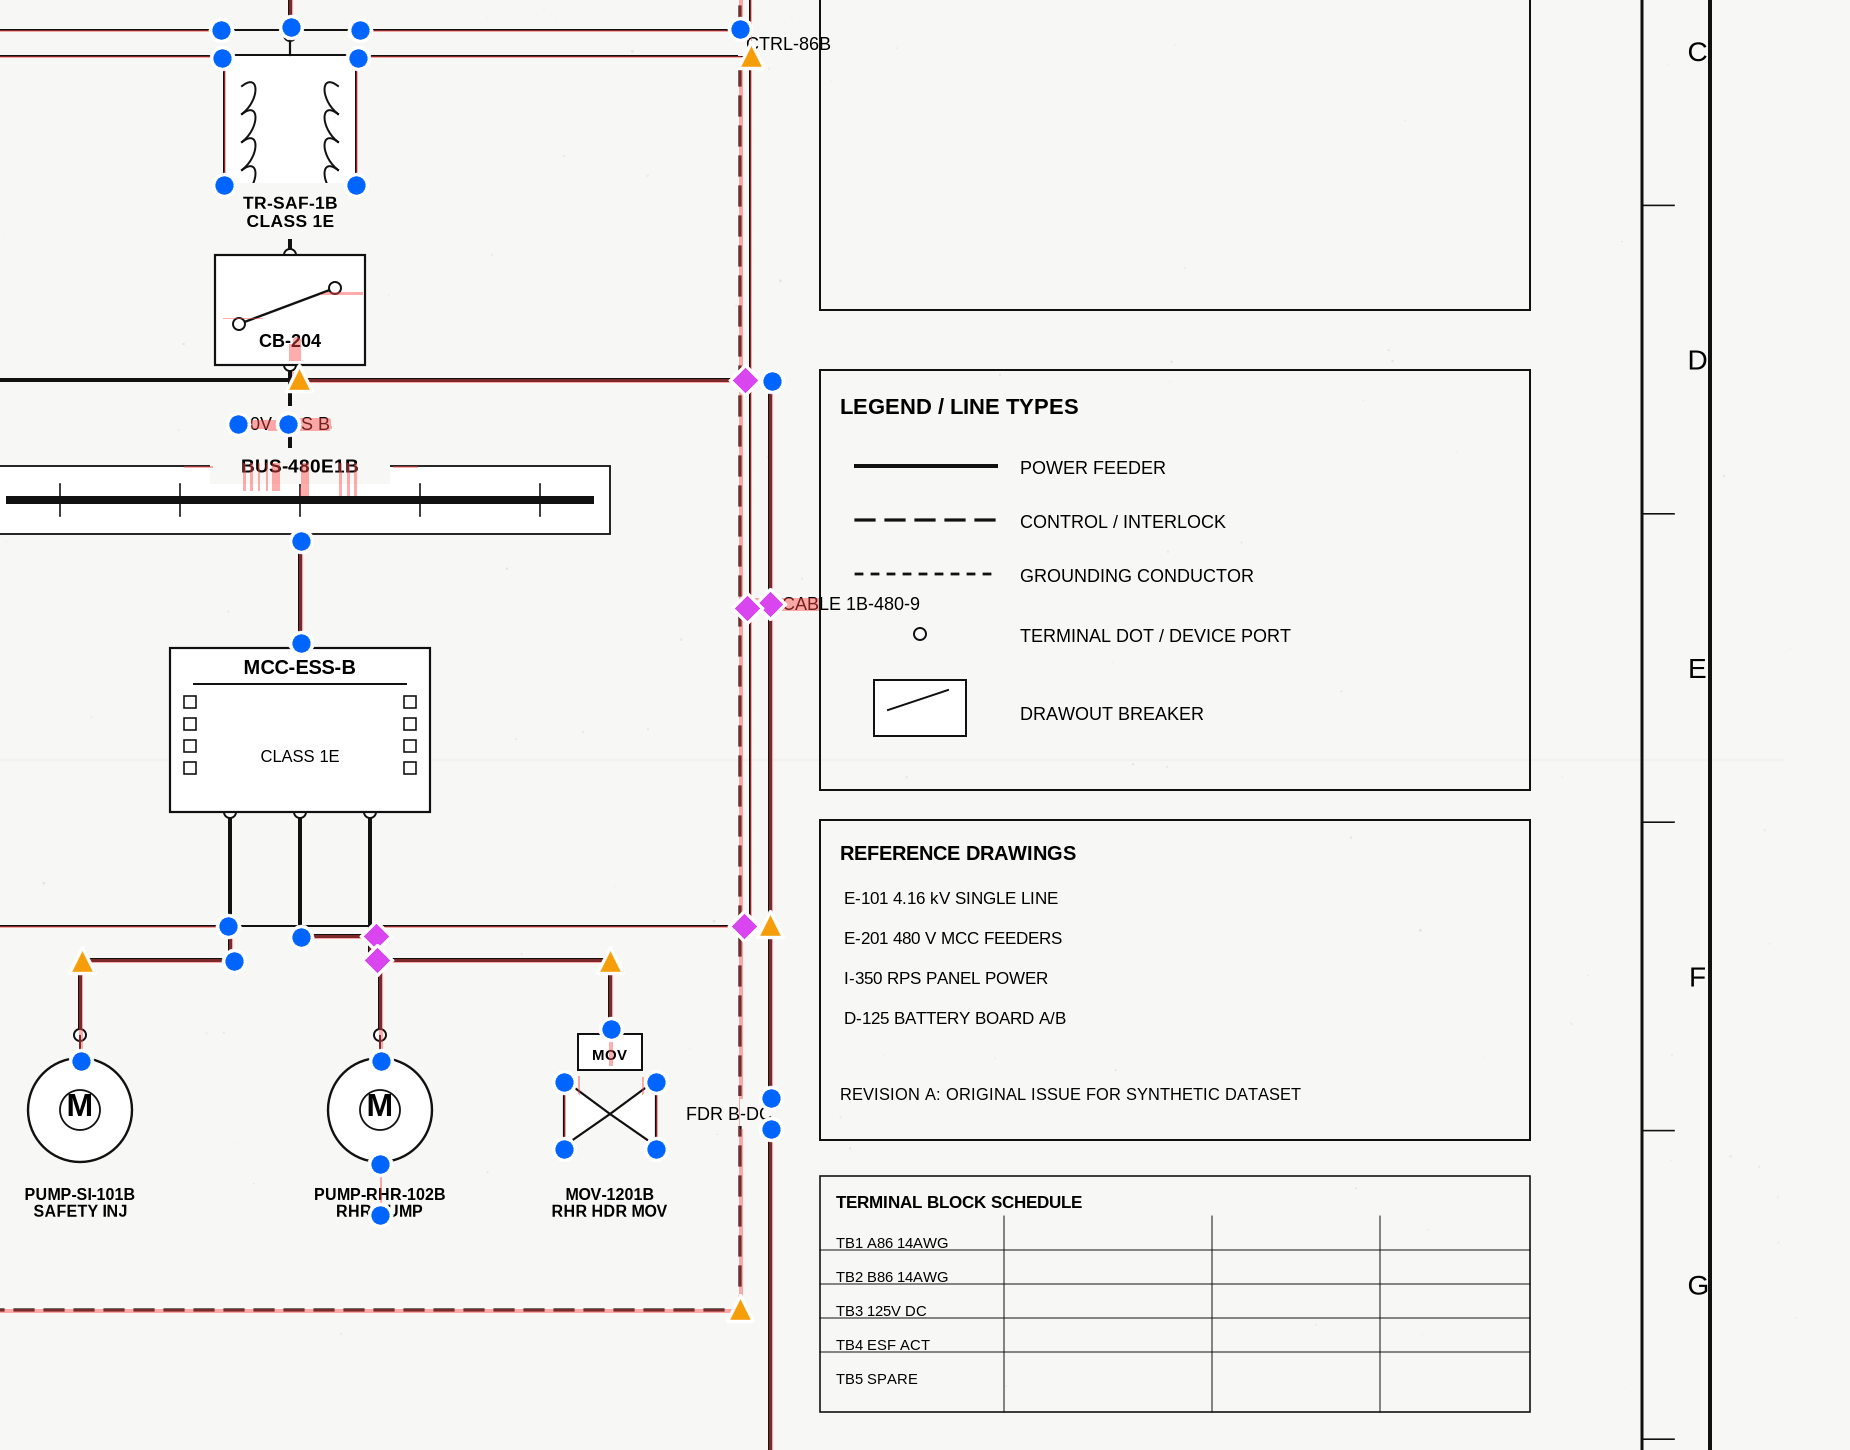 C
CTRL-86B
TR-SAF-1B
CLASS 1E
CB-204
D
LEGEND / LINE TYPES
S B
BUS-480E1B
POWER FEEDER
CONTROL / INTERLOCK
GROUNDING CONDUCTOR
CABLE 1B-480-9
TERMINAL DOT / DEVICE PORT
E
MCC-ESS-B
CLASS 1E
DRAWOUT BREAKER
REFERENCE DRAWINGS
E-101 4.16 kV SINGLE LINE
E-201 480 V MCC FEEDERS
I-350 RPS PANEL POWER
D-125 BATTERY BOARD A/B
F
REVISION A: ORIGINAL ISSUE FOR SYNTHETIC DATASET
MOV
M
M
FDR B-DC
PUMP-SI-101B
SAFETY INJ
PUMP-RHR-102B
RHR
MOV-1201B
RHR HDR MOV
TERMINAL BLOCK SCHEDULE
TB1 A86 14AWG
TB2 B86 14AWG
TB3 125V DC
TB4 ESF ACT
TB5 SPARE
G